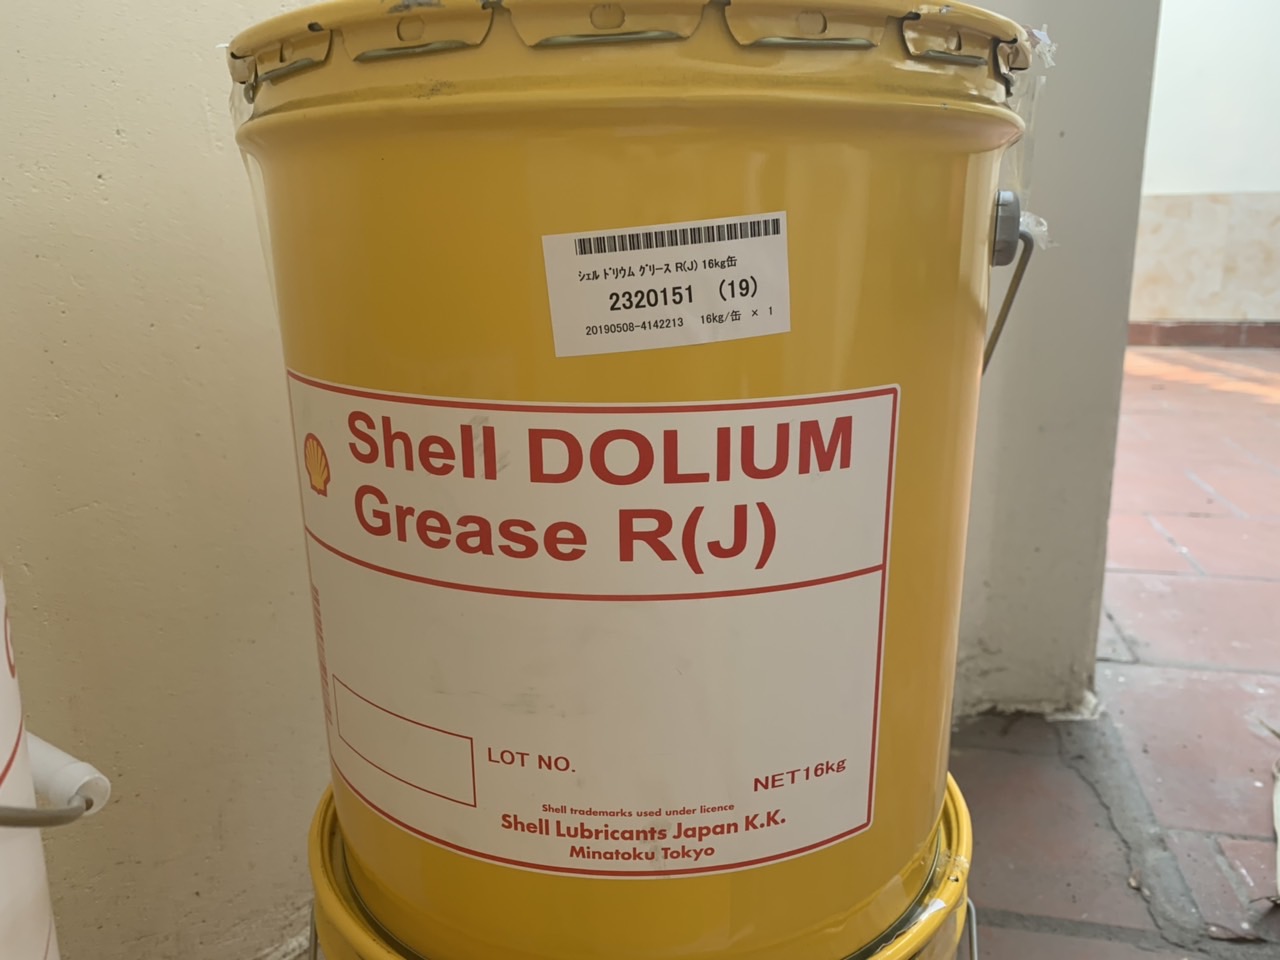 シェル ドリウム グリース R(J) 16kg缶
2320151 (19)
20190508-4142213 16kg/缶 × 1
Shell DOLIUM
Grease R(J)
LOT NO.
NET16kg
Shell trademarks used under licence
Shell Lubricants Japan K.K.
Minatoku Tokyo